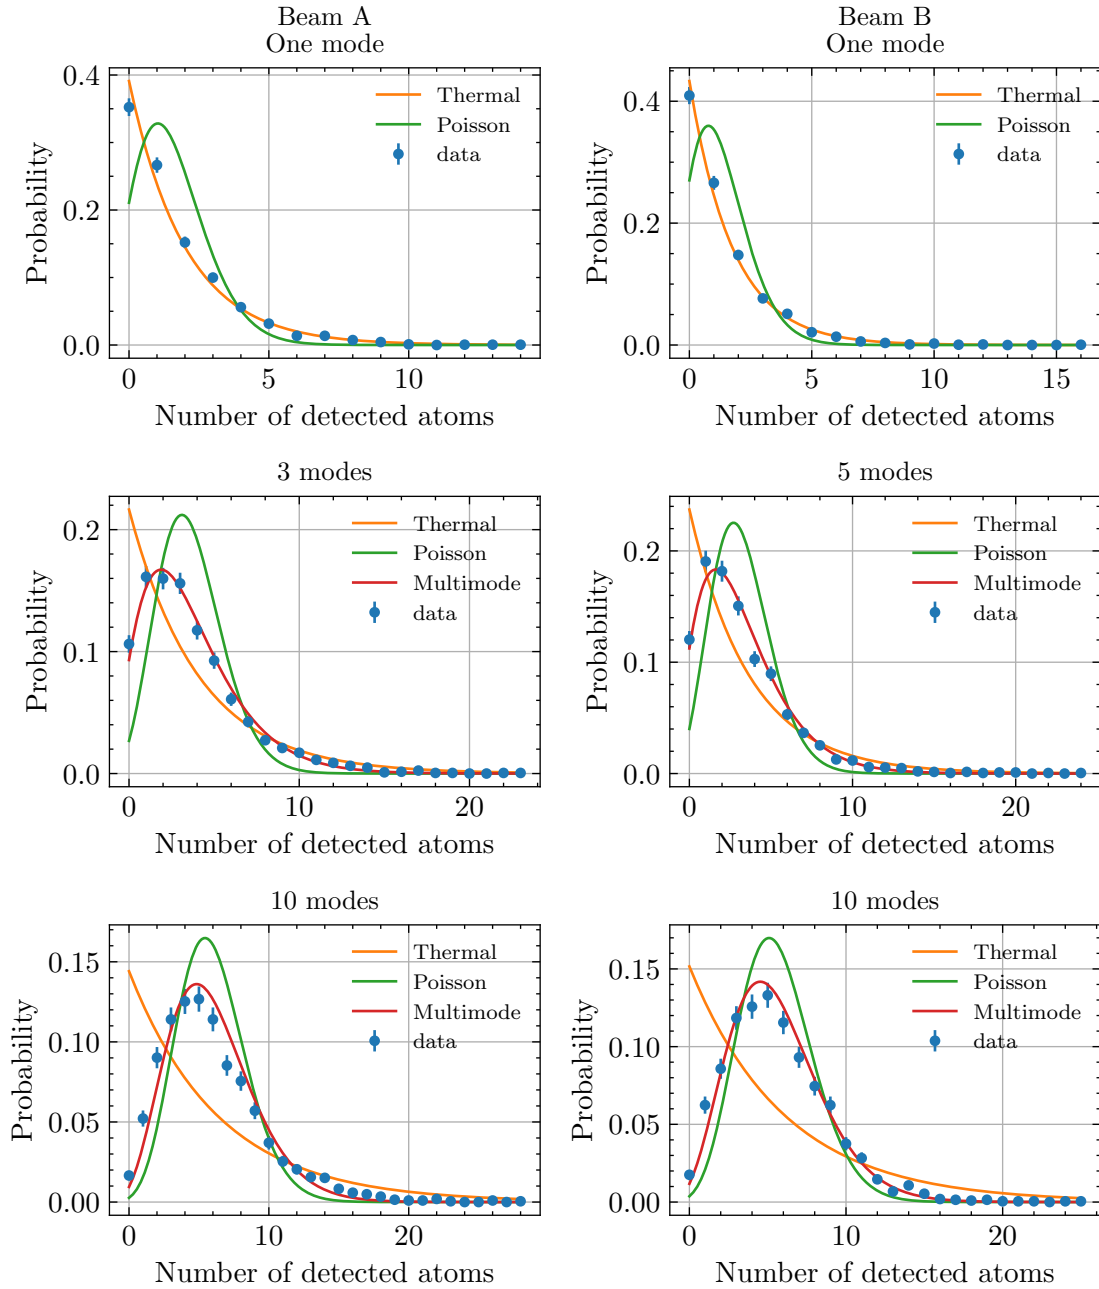 Beam A
One mode
Probability
0.4
0.2
0.0
Thermal
Poisson
data
0 5 10
Number of detected atoms
Beam B
One mode
Probability
0.4
0.2
0.0
Thermal
Poisson
data
0 5 10 15
Number of detected atoms
3 modes
Probability
0.2
0.1
0.0
Thermal
Poisson
Multimode
data
0 10 20
Number of detected atoms
5 modes
Probability
0.2
0.1
0.0
Thermal
Poisson
Multimode
data
0 10 20
Number of detected atoms
10 modes
Probability
0.15
0.10
0.05
0.00
Thermal
Poisson
Multimode
data
0 10 20
Number of detected atoms
10 modes
Probability
0.15
0.10
0.05
0.00
Thermal
Poisson
Multimode
data
0 10 20
Number of detected atoms